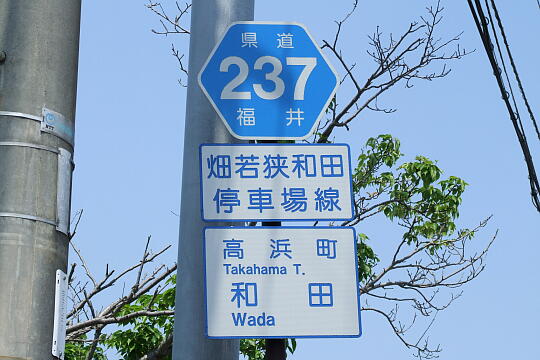 県道
237
福井
畑若狭和田
停車場線
高浜町
Takahama T.
和田
Wada
NTT